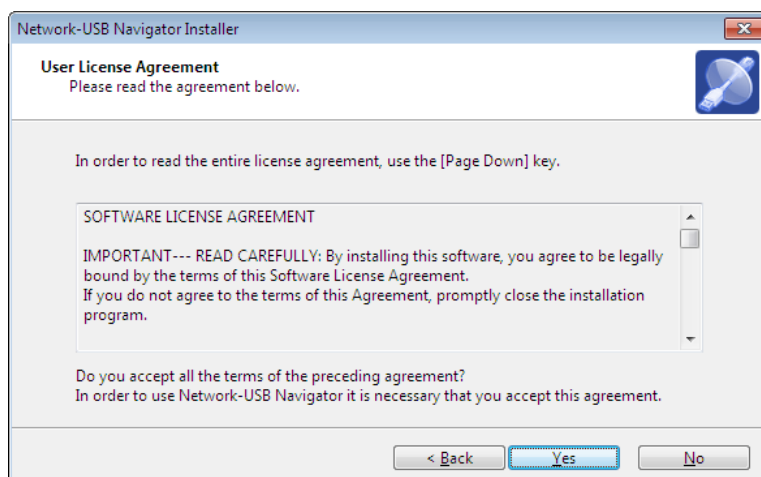 Network-USB Navigator Installer
User License Agreement
Please read the agreement below.
In order to read the entire license agreement, use the [Page Down] key.
SOFTWARE LICENSE AGREEMENT
IMPORTANT--- READ CAREFULLY: By installing this software, you agree to be legally
bound by the terms of this Software License Agreement.
If you do not agree to the terms of this Agreement, promptly close the installation
program.
Do you accept all the terms of the preceding agreement?
In order to use Network-USB Navigator it is necessary that you accept this agreement.
< Back Yes No